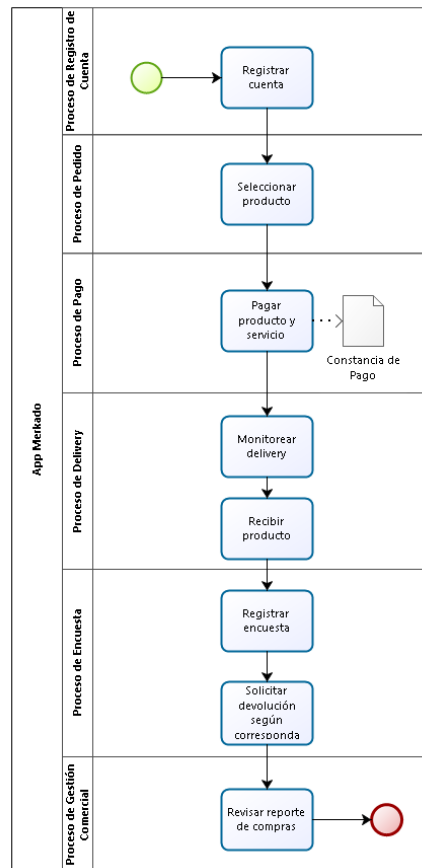 App Merkado
Proceso de Registro de
Cuenta
Registrar
cuenta
Proceso de Pedido
Seleccionar
producto
Proceso de Pago
Pagar
producto y
servicio
Constancia de
Pago
Proceso de Delivery
Monitorear
delivery
Recibir
producto
Proceso de Encuesta
Registrar
encuesta
Solicitar
devolución
según
corresponda
Proceso de Gestión
Comercial
Revisar reporte
de compras